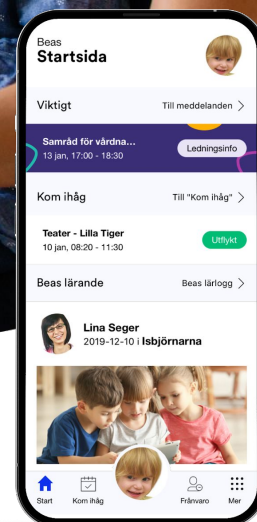 Beas
Startsida
Viktigt Till meddelanden
Samråd för vårdna...
13 jan, 17:00 - 18:30
Ledningsinfo
Kom ihåg Till "Kom ihåg"
Teater - Lilla Tiger
10 jan, 08:20 - 11:30
Utflykt
Beas lärande Beas lärlogg
Lina Seger
2019-12-10 i Isbjörnarna
Start Kom ihåg Frånvaro Mer